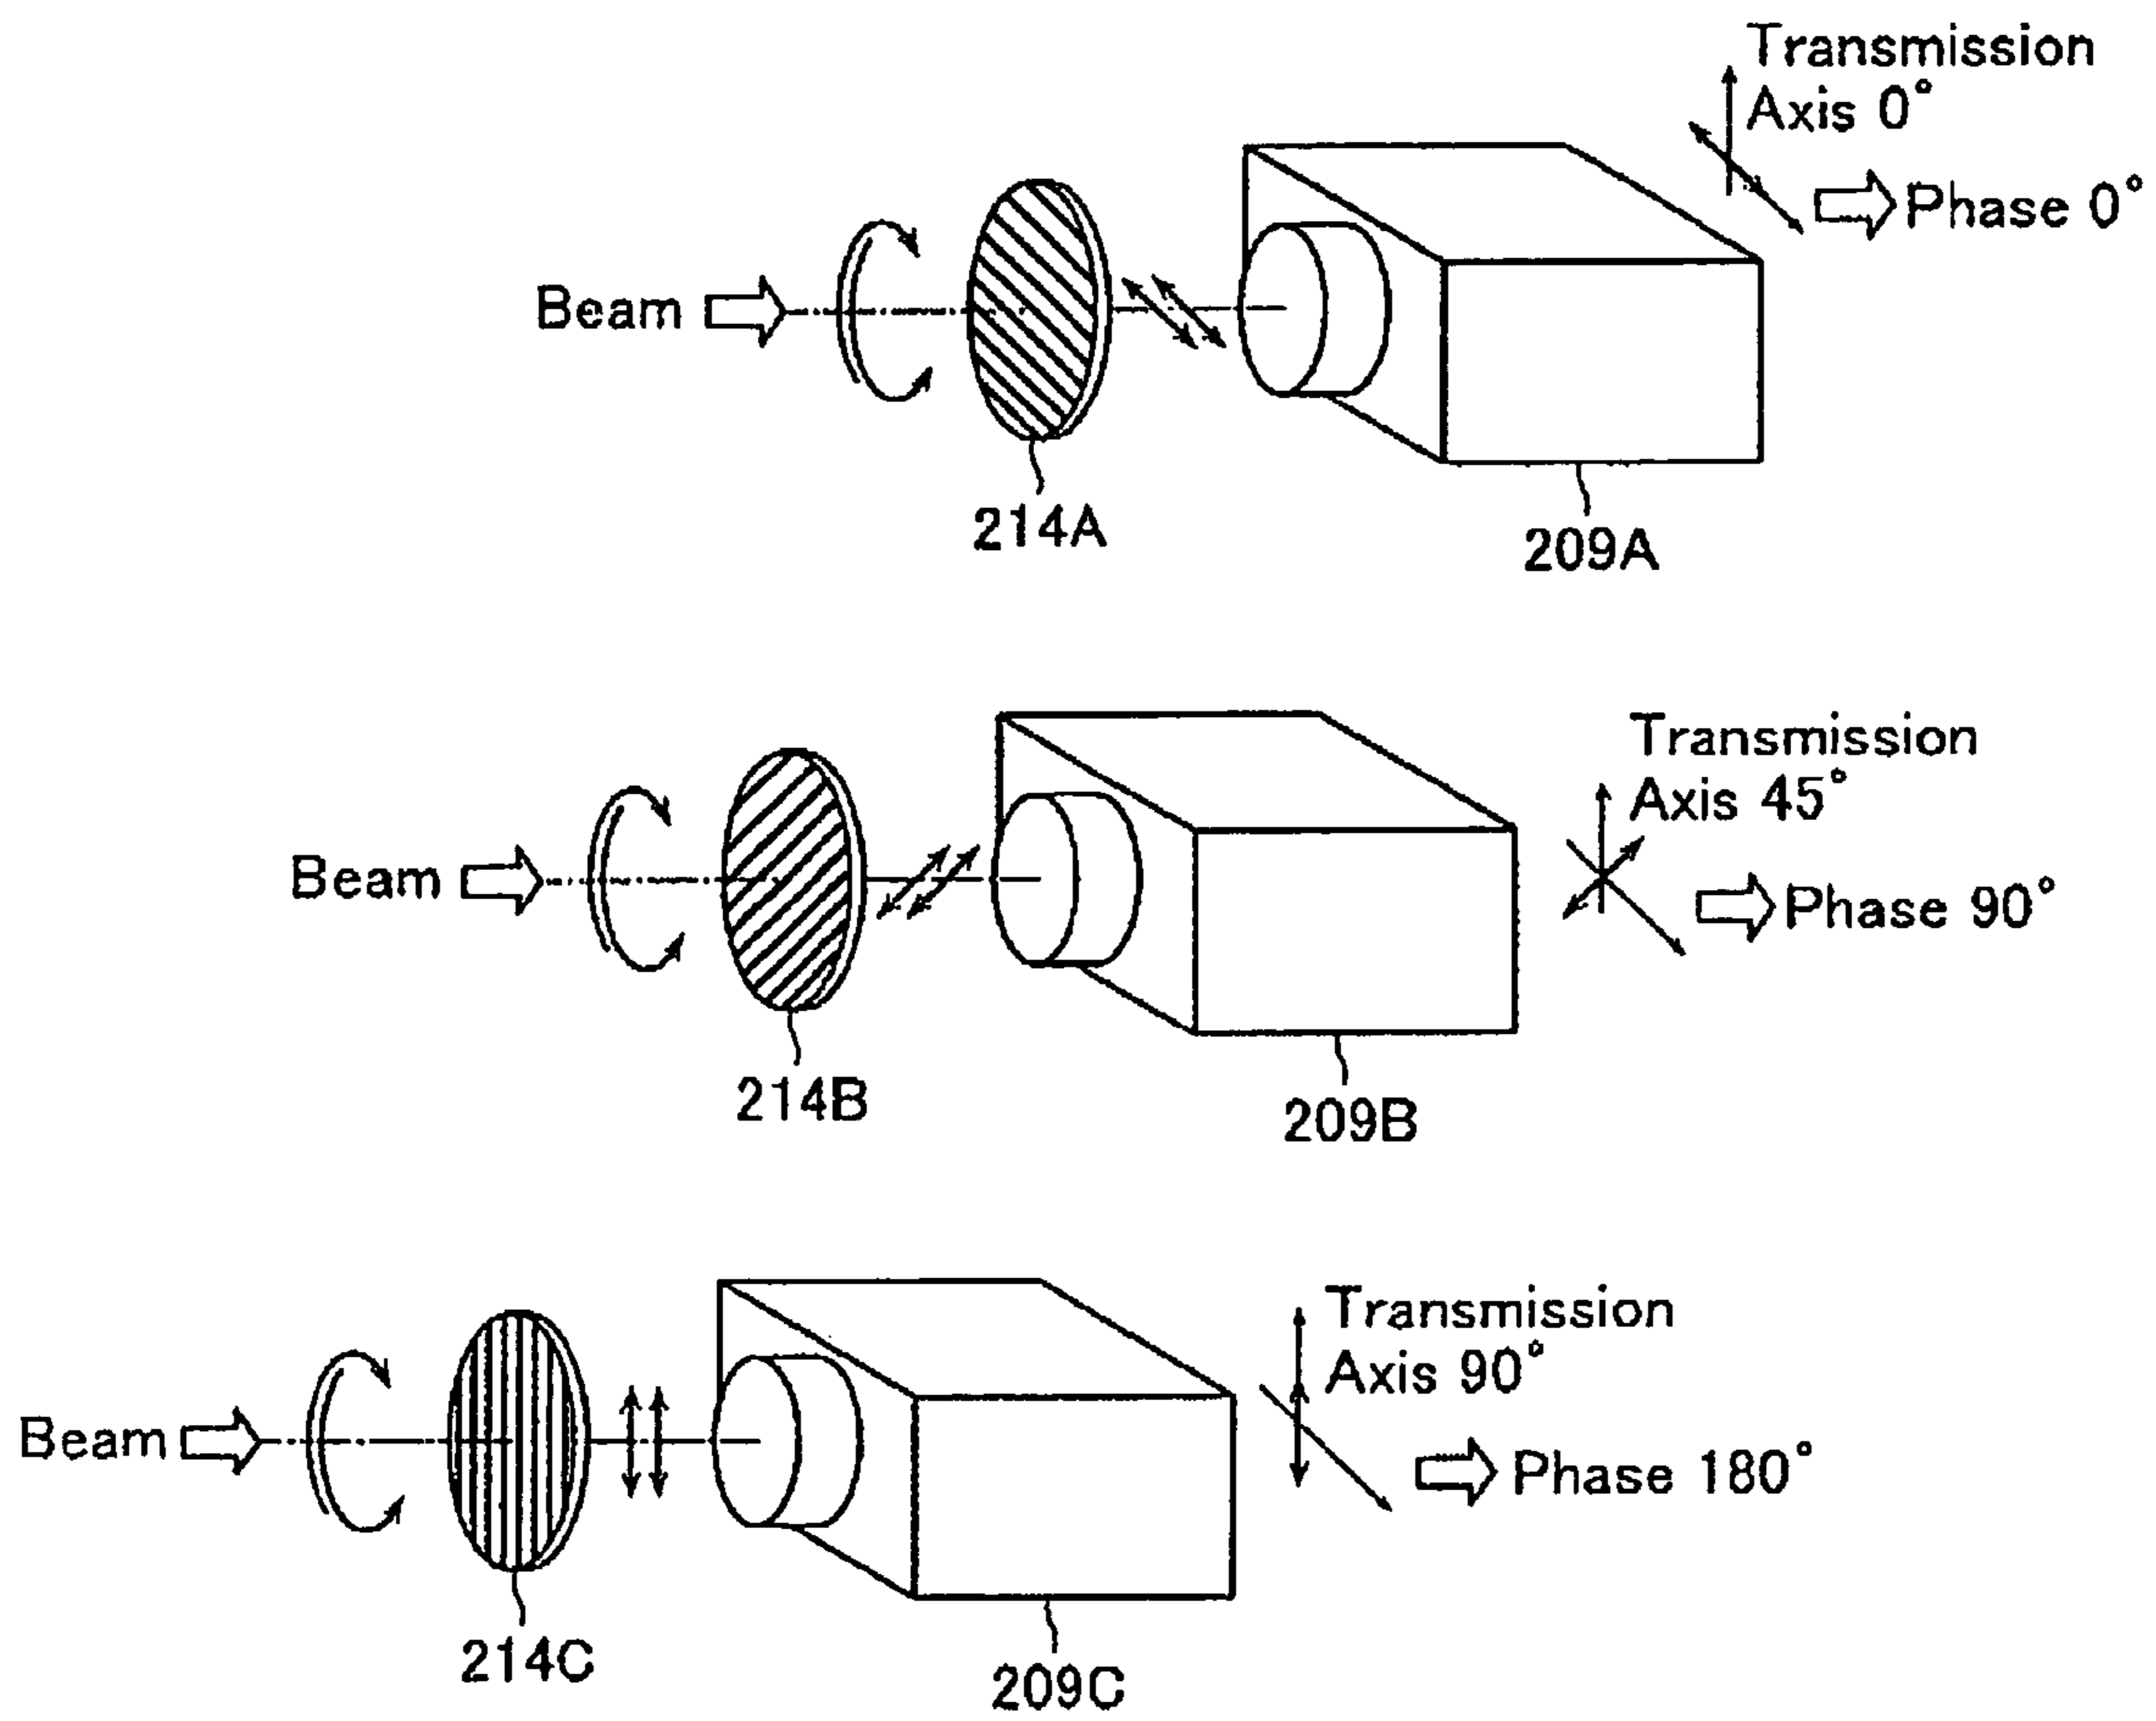 Transmission
Axis 0°
Phase 0°
Beam
214A
209A
Transmission
Axis 45°
Beam
Phase 90°
214B
209B
Transmission
Axis 90°
Beam
Phase 180°
214C
209C